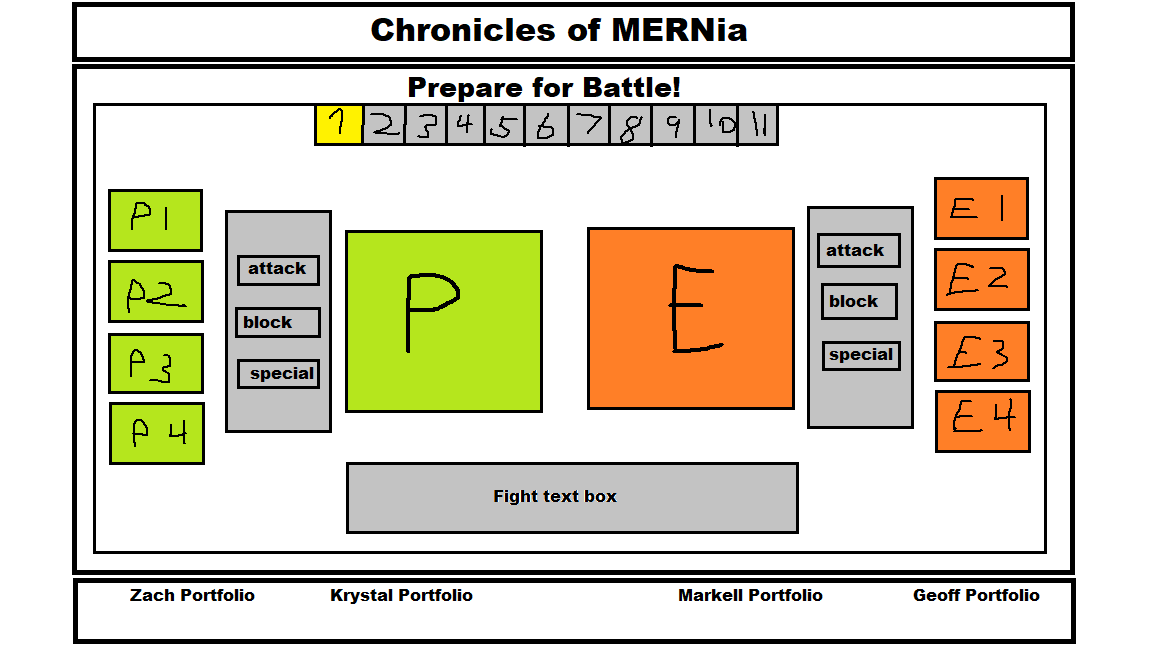 Chronicles of MERNia
Prepare for Battle!
1 2 3 4 5 6 7 8 9 10 11
P1
P2
P3
P4
attack
block
special
P
E
attack
block
special
E1
E2
E3
E4
Fight text box
Zach Portfolio Krystal Portfolio Markell Portfolio Geoff Portfolio